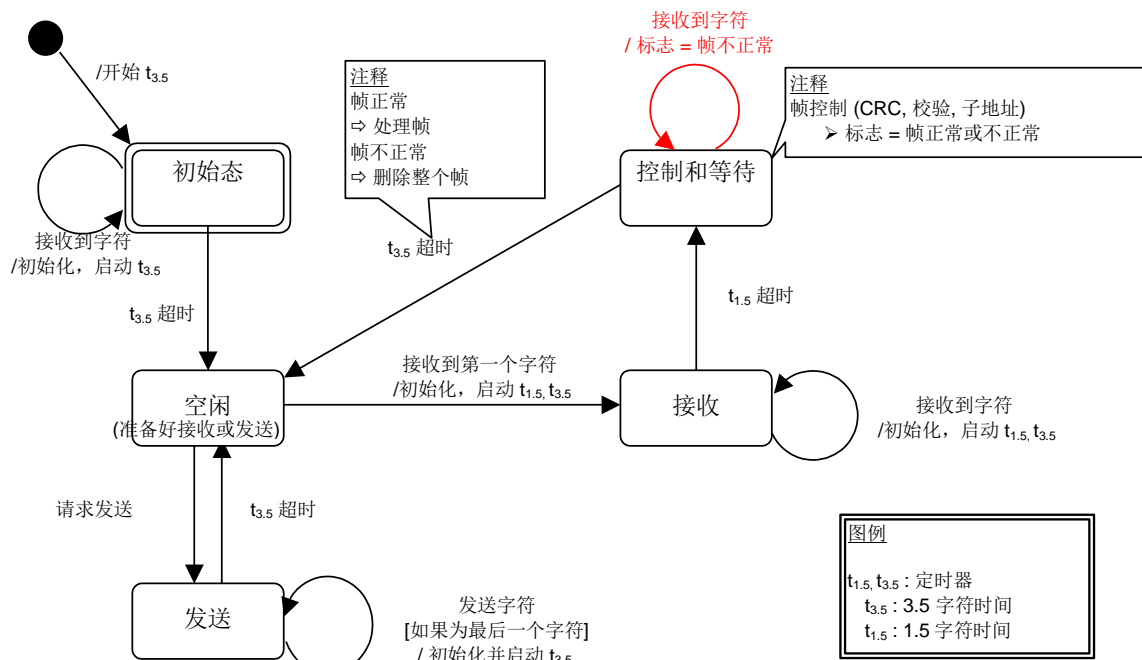 接收到字符
/ 标志 = 帧不正常
/开始 t3.5
注释
帧正常
⇨ 处理帧
帧不正常
⇨ 删除整个帧
注释
帧控制 (CRC, 校验, 子地址)
➢ 标志 = 帧正常或不正常
初始态
控制和等待
接收到字符
/初始化，启动 t3.5
t3.5 超时
t3.5 超时
t1.5 超时
接收到第一个字符
/初始化，启动 t1.5, t3.5
空闲
(准备好接收或发送)
接收
接收到字符
/初始化，启动 t1.5, t3.5
请求发送
t3.5 超时
图例
t1.5, t3.5 : 定时器
t3.5 : 3.5 字符时间
t1.5 : 1.5 字符时间
发送
发送字符
[如果为最后一个字符]
/ 初始化并启动 t3.5